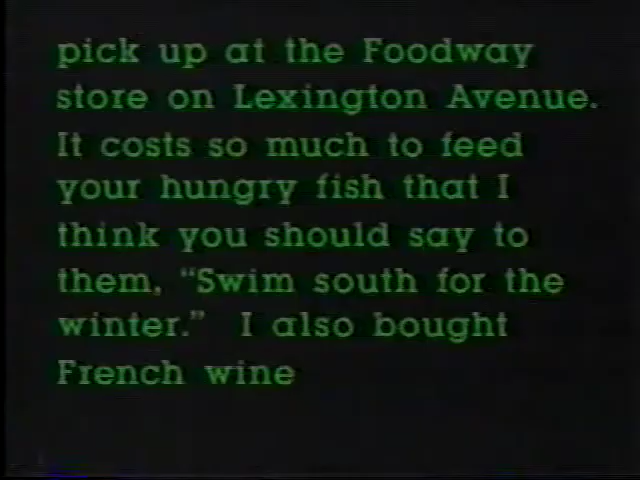 pick up at the Foodway
store on Lexington Avenue.
It costs so much to feed
your hungry fish that I
think you should say to
them, “Swim south for the
winter.” I also bought
French wine